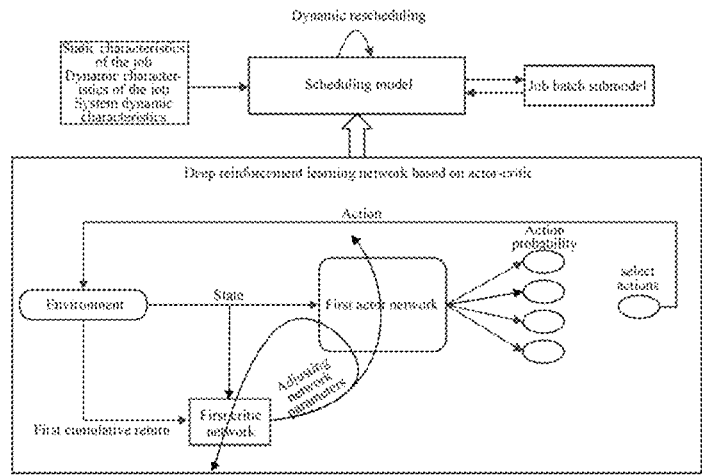 Dynamic rescheduling
Static characteristics
of the job
Dynamic character-
istics of the job
System dynamic
characteristics
Scheduling model
Job batch submodel
Deep reinforcement learning network based on actor-critic
Action
Action
probability
select
actions
Environment
State
First actor network
Adjusting
network
parameters
First critic
network
First cumulative return